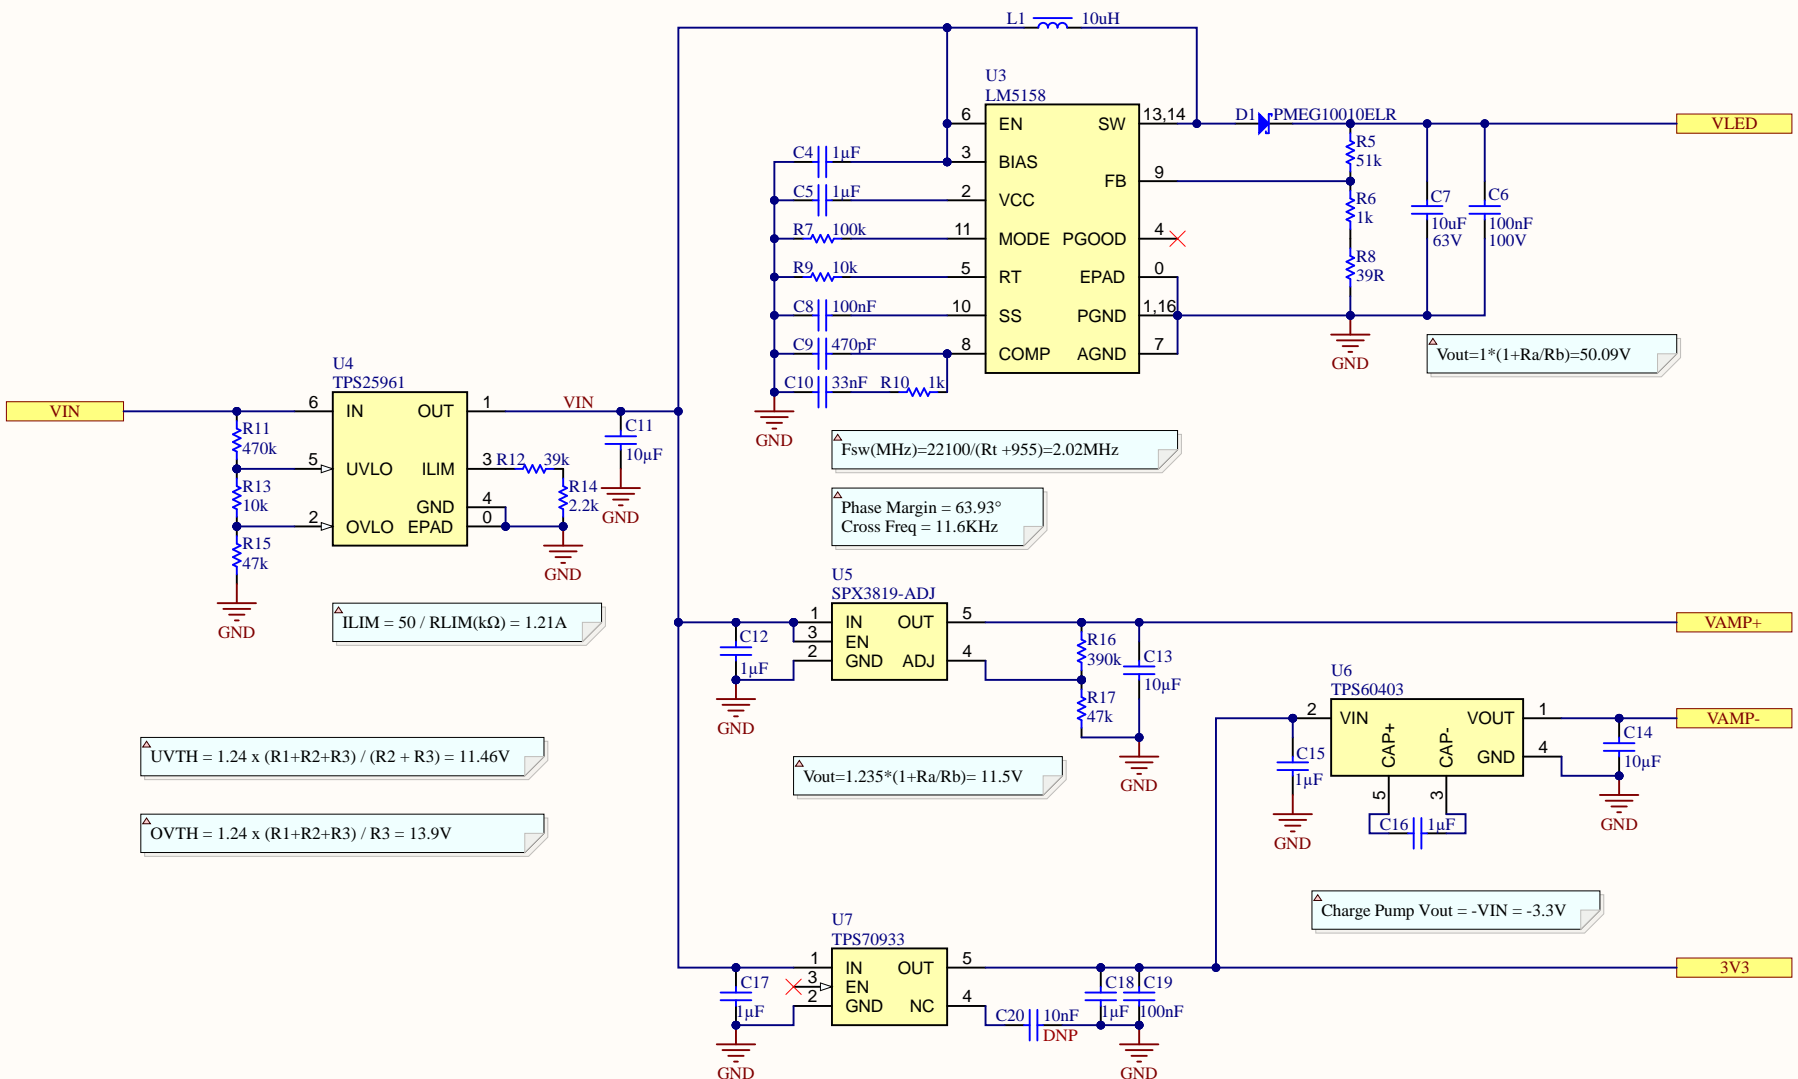 L1 10uH
U3
LM5158
6 EN SW 13,14
D1 PMEG10010ELR
VLED
R5
51k
C4 1µF
3 BIAS
FB 9
C5 1µF
2 VCC
R6
1k
C7
10uF
63V
C6
100nF
100V
R7 100k
11 MODE PGOOD 4
R9 10k
5 RT EPAD 0
R8
39R
C8 100nF
10 SS PGND 1,16
C9 470pF
8 COMP AGND 7
GND
Vout=1*(1+Ra/Rb)=50.09V
C10 33nF R10 1k
GND
U4
TPS25961
VIN
6 IN OUT 1
VIN
C11
10µF
GND
R11
470k
5 UVLO ILIM 3
R12 39k
R13
10k
GND 4
R14
2.2k
2 OVLO EPAD 0
GND
R15
47k
GND
Fsw(MHz)=22100/(Rt +955)=2.02MHz
Phase Margin = 63.93°
Cross Freq = 11.6KHz
ILIM = 50 / RLIM(kΩ) = 1.21A
U5
SPX3819-ADJ
1 IN OUT 5
3 EN
2 GND ADJ 4
C12
1µF
GND
R16
390k
C13
10µF
R17
47k
GND
VAMP+
UVTH = 1.24 x (R1+R2+R3) / (R2 + R3) = 11.46V
Vout=1.235*(1+Ra/Rb)= 11.5V
OVTH = 1.24 x (R1+R2+R3) / R3 = 13.9V
U6
TPS60403
2 VIN VOUT 1
CAP+ CAP-
GND 4
5 3
C15
1µF
GND
C16 1µF
C14
10µF
GND
VAMP-
Charge Pump Vout = -VIN = -3.3V
U7
TPS70933
1 IN OUT 5
3 EN
2 GND NC 4
C17
1µF
GND
C20 10nF
DNP
C18
1µF
C19
100nF
GND
3V3